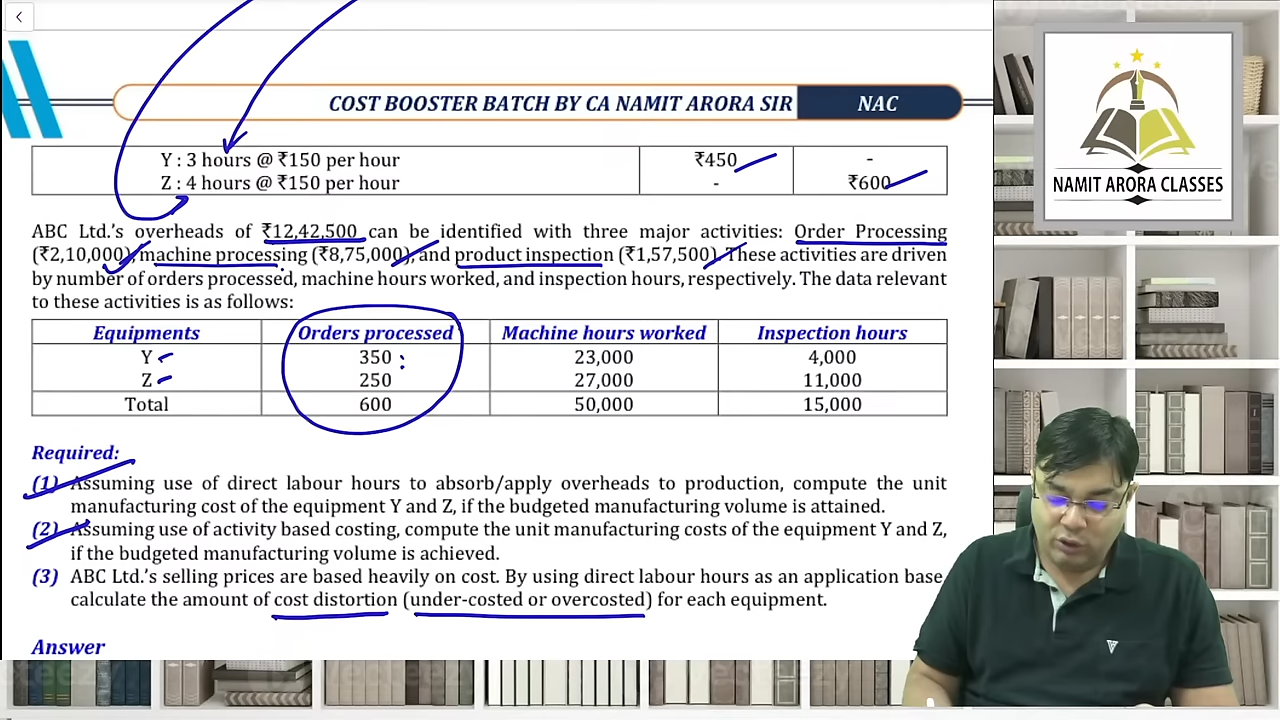 COST BOOSTER BATCH BY CA NAMIT ARORA SIR NAC
Y : 3 hours @ ₹150 per hour ₹450 -
Z : 4 hours @ ₹150 per hour - ₹600
ABC Ltd.'s overheads of ₹12,42,500 can be identified with three major activities: Order Processing
(₹2,10,000), machine processing (₹8,75,000), and product inspection (₹1,57,500). These activities are driven
by number of orders processed, machine hours worked, and inspection hours, respectively. The data relevant
to these activities is as follows:
Equipments Orders processed Machine hours worked Inspection hours
Y 350 23,000 4,000
Z 250 27,000 11,000
Total 600 50,000 15,000
Required:
(1) Assuming use of direct labour hours to absorb/apply overheads to production, compute the unit
manufacturing cost of the equipment Y and Z, if the budgeted manufacturing volume is attained.
(2) Assuming use of activity based costing, compute the unit manufacturing costs of the equipment Y and Z,
if the budgeted manufacturing volume is achieved.
(3) ABC Ltd.'s selling prices are based heavily on cost. By using direct labour hours as an application base,
calculate the amount of cost distortion (under-costed or overcosted) for each equipment.
Answer
NAMIT ARORA CLASSES